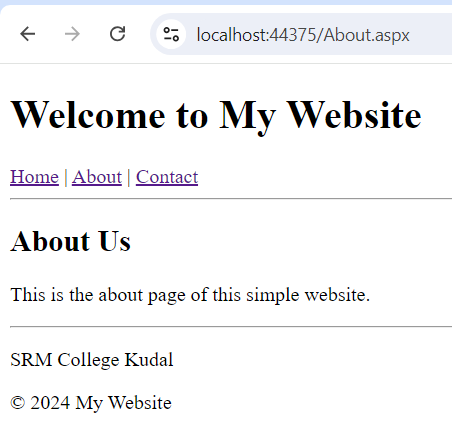 localhost:44375/About.aspx
Welcome to My Website
Home | About | Contact
About Us
This is the about page of this simple website.
SRM College Kudal
© 2024 My Website